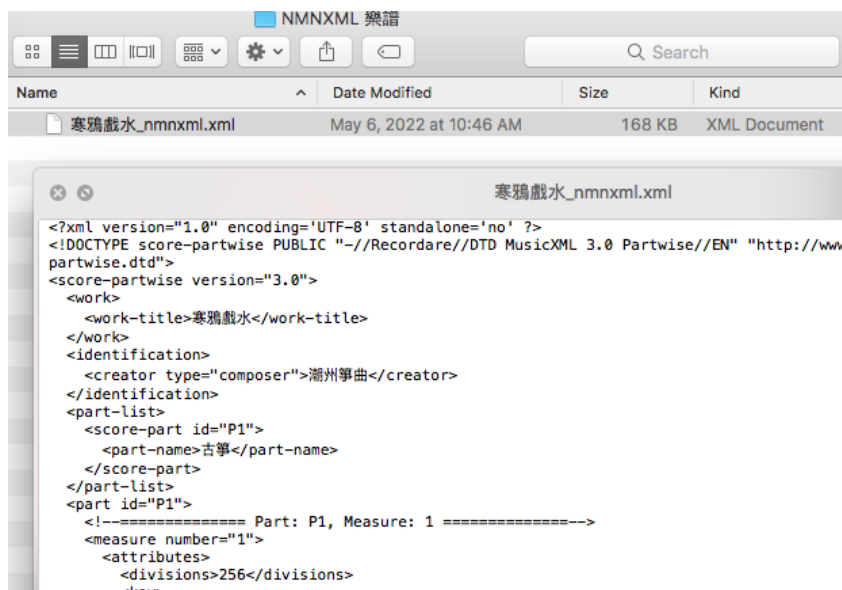 NMNXML 樂譜
Search
Name Date Modified Size Kind
寒鴉戲水_nmnxml.xml May 6, 2022 at 10:46 AM 168 KB XML Document
寒鴉戲水_nmnxml.xml
<?xml version="1.0" encoding='UTF-8' standalone='no' ?>
<!DOCTYPE score-partwise PUBLIC "-//Recordare//DTD MusicXML 3.0 Partwise//EN" "http://www
partwise.dtd">
<score-partwise version="3.0">
<work>
<work-title>寒鴉戲水</work-title>
</work>
<identification>
<creator type="composer">潮州箏曲</creator>
</identification>
<part-list>
<score-part id="P1">
<part-name>古箏</part-name>
</score-part>
</part-list>
<part id="P1">
<!--============== Part: P1, Measure: 1 ==============-->
<measure number="1">
<attributes>
<divisions>256</divisions>